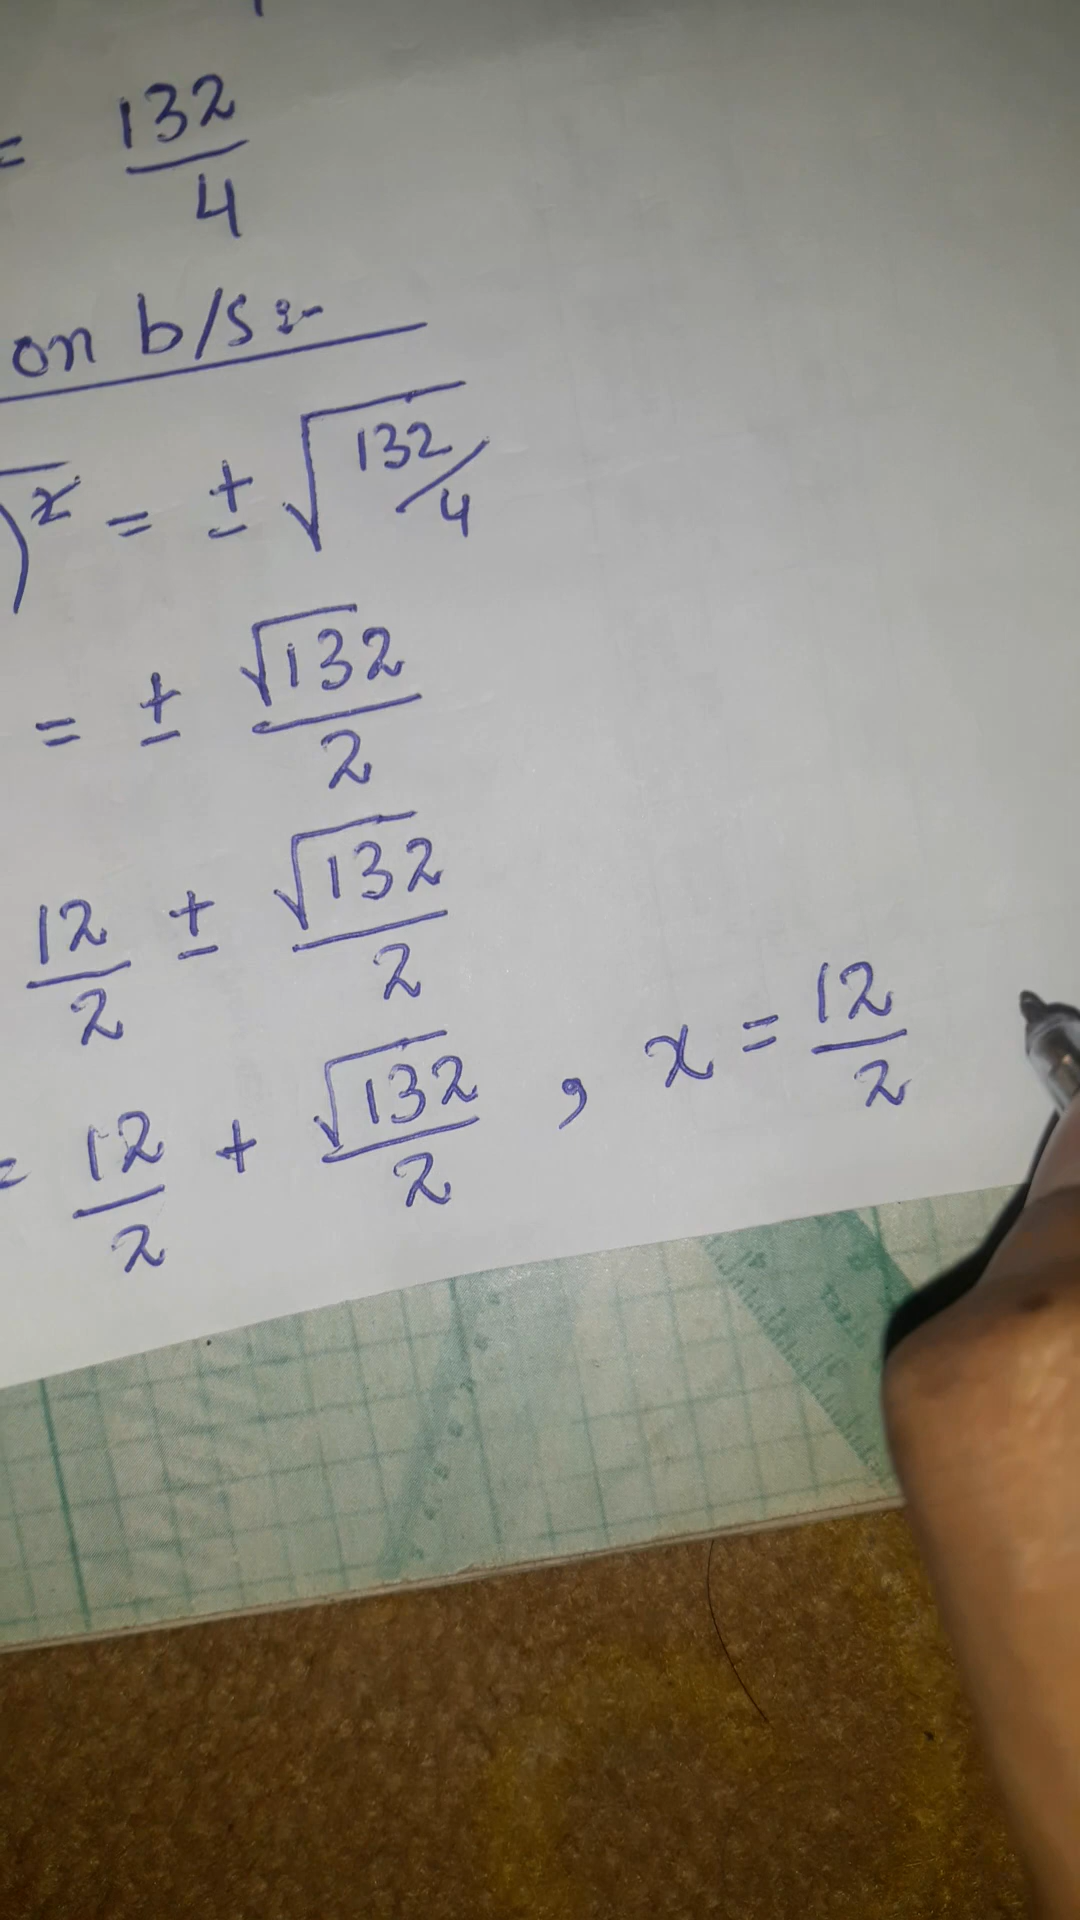 = 132/4
on b/s:-
)² = ± √132/4
= ± √132/2
12/2 ± √132/2
= 12/2 + √132/2 , x = 12/2